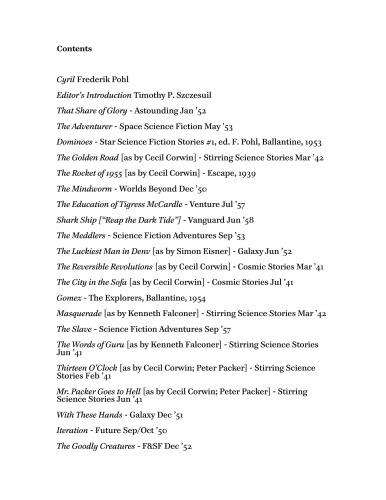 Contents
Cyril Frederik Pohl
Editor's Introduction Timothy P. Szczesuil
That Share of Glory - Astounding Jan '52
The Adventurer - Space Science Fiction May '53
Dominoes - Star Science Fiction Stories #1, ed. F. Pohl, Ballantine, 1953
The Golden Road [as by Cecil Corwin] - Stirring Science Stories Mar '42
The Rocket of 1955 [as by Cecil Corwin] - Escape, 1939
The Mindworm - Worlds Beyond Dec '50
The Education of Tigress McCardle - Venture Jul '57
Shark Ship ["Reap the Dark Tide"] - Vanguard Jun '58
The Meddlers - Science Fiction Adventures Sep '53
The Luckiest Man in Denv [as by Simon Eisner] - Galaxy Jun '52
The Reversible Revolutions [as by Cecil Corwin] - Cosmic Stories Mar '41
The City in the Sofa [as by Cecil Corwin] - Cosmic Stories Jul '41
Gomez - The Explorers, Ballantine, 1954
Masquerade [as by Kenneth Falconer] - Stirring Science Stories Mar '42
The Slave - Science Fiction Adventures Sep '57
The Words of Guru [as by Kenneth Falconer] - Stirring Science Stories
Jun '41
Thirteen O'Clock [as by Cecil Corwin; Peter Packer] - Stirring Science
Stories Feb '41
Mr. Packer Goes to Hell [as by Cecil Corwin; Peter Packer] - Stirring
Science Stories Jun '41
With These Hands - Galaxy Dec '51
Iteration - Future Sep/Oct '50
The Goodly Creatures - F&SF Dec '52